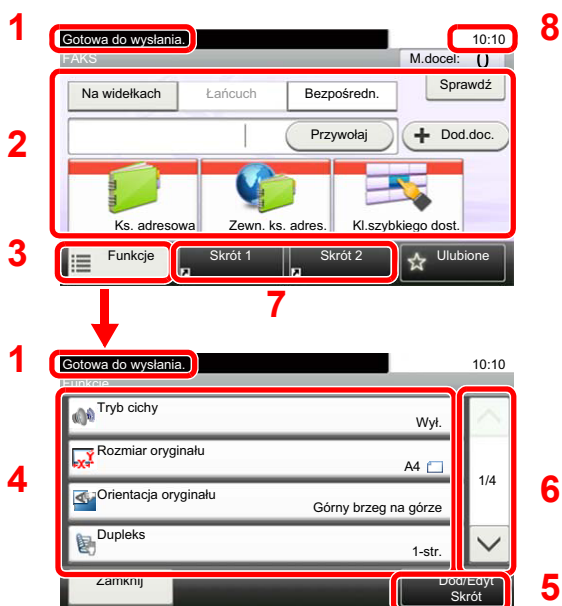 1
Gotowa do wysłania.
10:10
8
FAKS
M.docel: 0
Na widełkach
Łańcuch
Bezpośredn.
Sprawdź
2
Przywołaj
+ Dod.doc.
Ks. adresowa
Zewn. ks. adres.
Kl.szybkiego dost.
3
Funkcje
Skrót 1
Skrót 2
Ulubione
7
1
Gotowa do wysłania.
10:10
Funkcje
Tryb cichy
Wył.
Rozmiar oryginału
A4
4
Orientacja oryginału
Górny brzeg na górze
1/4
6
Dupleks
1-str.
Zamknij
Dod/Edyt
Skrót
5